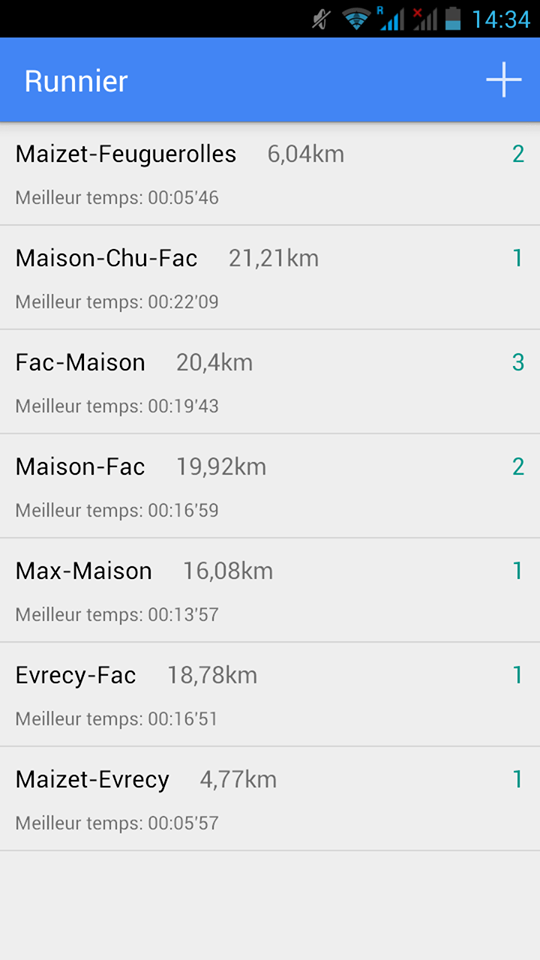 R 14:34
Runnier
Maizet-Feuguerolles 6,04km 2
Meilleur temps: 00:05'46
Maison-Chu-Fac 21,21km 1
Meilleur temps: 00:22'09
Fac-Maison 20,4km 3
Meilleur temps: 00:19'43
Maison-Fac 19,92km 2
Meilleur temps: 00:16'59
Max-Maison 16,08km 1
Meilleur temps: 00:13'57
Evrecy-Fac 18,78km 1
Meilleur temps: 00:16'51
Maizet-Evrecy 4,77km 1
Meilleur temps: 00:05'57